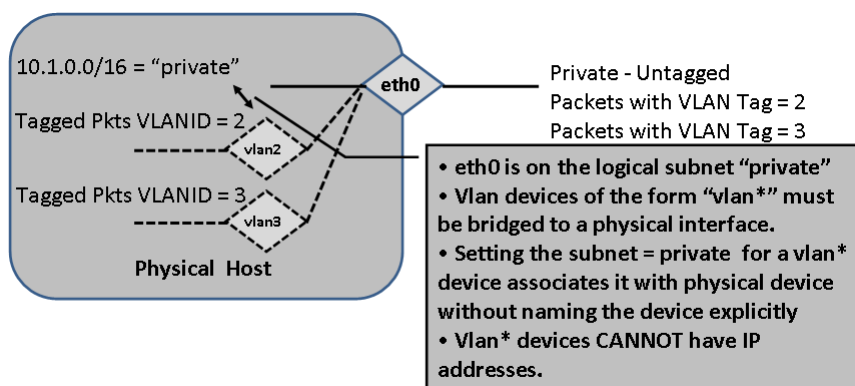 10.1.0.0/16 = “private”
eth0
Private - Untagged
Packets with VLAN Tag = 2
Packets with VLAN Tag = 3
Tagged Pkts VLANID = 2
vlan2
Tagged Pkts VLANID = 3
vlan3
Physical Host
• eth0 is on the logical subnet “private”
• Vlan devices of the form “vlan*” must
be bridged to a physical interface.
• Setting the subnet = private for a vlan*
device associates it with physical device
without naming the device explicitly
• Vlan* devices CANNOT have IP
addresses.